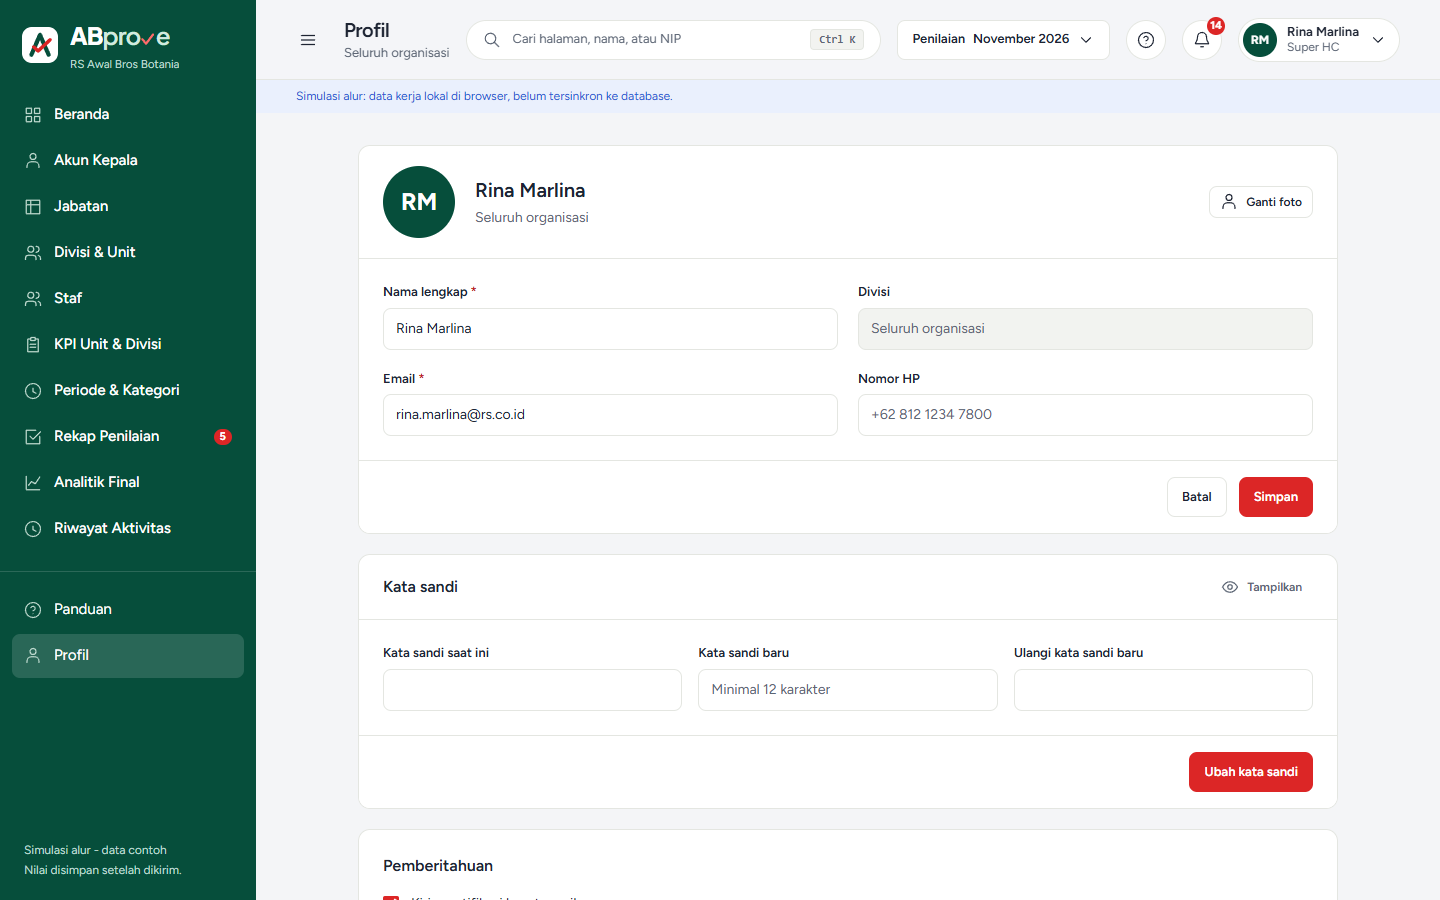 ABprove
RS Awal Bros Botania
Beranda
Akun Kepala
Jabatan
Divisi & Unit
Staf
KPI Unit & Divisi
Periode & Kategori
Rekap Penilaian 5
Analitik Final
Riwayat Aktivitas
Panduan
Profil
Simulasi alur - data contoh
Nilai disimpan setelah dikirim.
Profil
Seluruh organisasi
Cari halaman, nama, atau NIP Ctrl K
Penilaian November 2026
14
RM
Rina Marlina
Super HC
Simulasi alur: data kerja lokal di browser, belum tersinkron ke database.
RM
Rina Marlina
Seluruh organisasi
Ganti foto
Nama lengkap *
Rina Marlina
Divisi
Seluruh organisasi
Email *
rina.marlina@rs.co.id
Nomor HP
+62 812 1234 7800
Batal
Simpan
Kata sandi
Tampilkan
Kata sandi saat ini
Kata sandi baru
Minimal 12 karakter
Ulangi kata sandi baru
Ubah kata sandi
Pemberitahuan